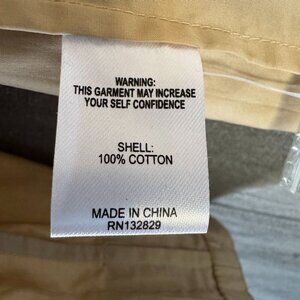 WARNING:
THIS GARMENT MAY INCREASE
YOUR SELF CONFIDENCE
SHELL:
100% COTTON
MADE IN CHINA
RN132829